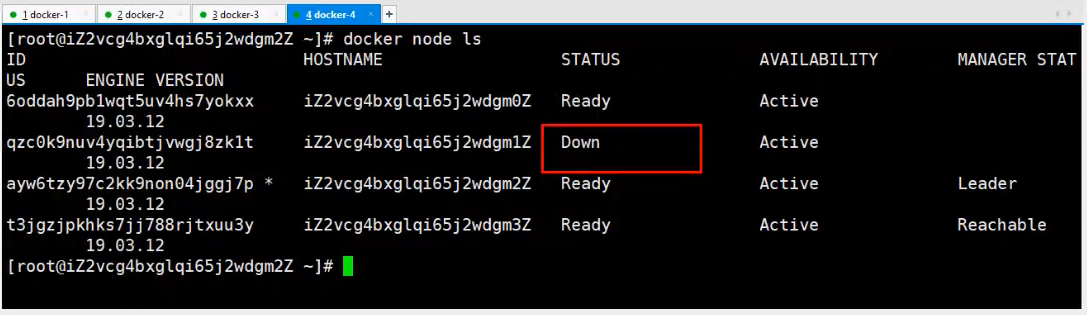 1 docker-1 × 2 docker-2 × 3 docker-3 × 4 docker-4 × +
[root@iZ2vcg4bxglqi65j2wdgm2Z ~]# docker node ls
ID HOSTNAME STATUS AVAILABILITY MANAGER STAT
US ENGINE VERSION
6oddah9pb1wqt5uv4hs7yokxx iZ2vcg4bxglqi65j2wdgm0Z Ready Active
19.03.12
qzc0k9nuv4yqibtjvwgj8zk1t iZ2vcg4bxglqi65j2wdgm1Z Down Active
19.03.12
ayw6tzy97c2kk9non04jggj7p * iZ2vcg4bxglqi65j2wdgm2Z Ready Active Leader
19.03.12
t3jgzjpkhks7jj788rjtxuu3y iZ2vcg4bxglqi65j2wdgm3Z Ready Active Reachable
19.03.12
[root@iZ2vcg4bxglqi65j2wdgm2Z ~]#